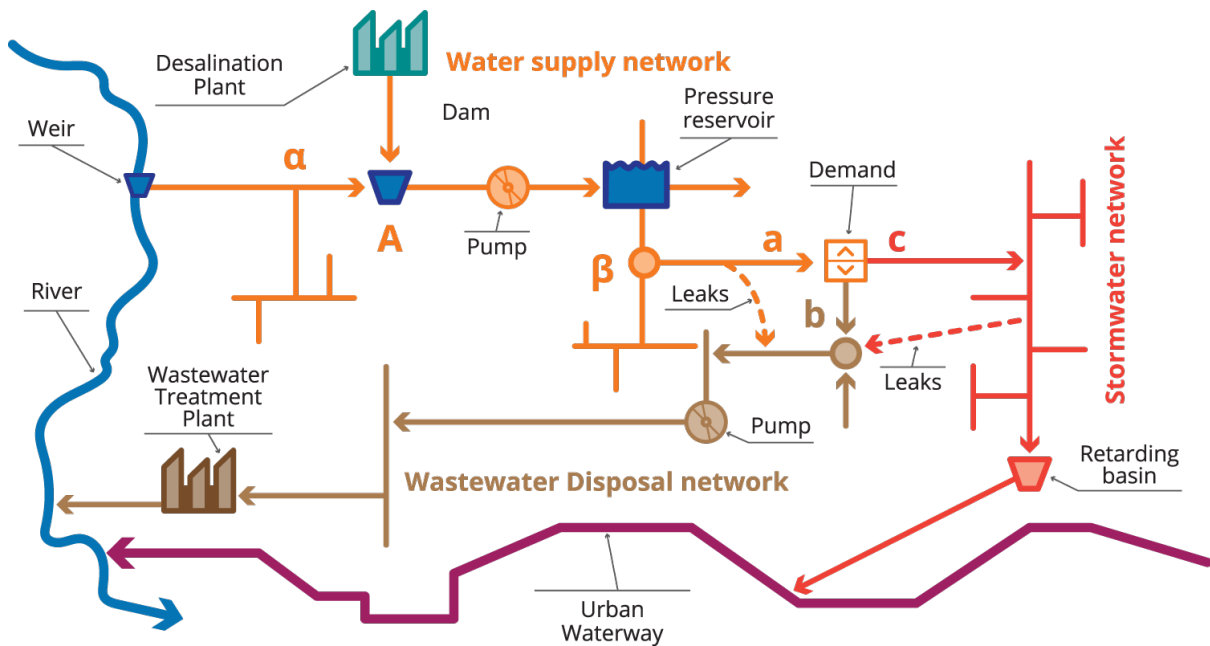 Desalination
Plant
Water supply network
Dam
Pressure
reservoir
Weir
α
Demand
A
Pump
a
c
β
River
Leaks
b
Leaks
Stormwater network
Wastewater
Treatment
Plant
Pump
Wastewater Disposal network
Retarding
basin
Urban
Waterway